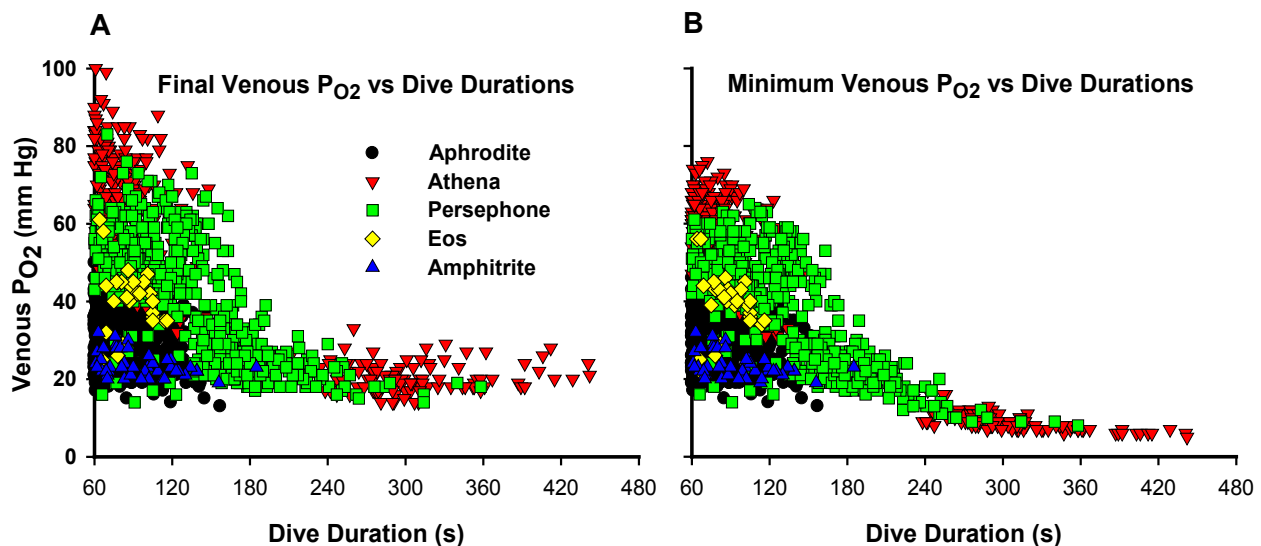 A
B
Final Venous PO2 vs Dive Durations
Minimum Venous PO2 vs Dive Durations
Venous PO2 (mm Hg)
100
80
60
40
20
0
Aphrodite
Athena
Persephone
Eos
Amphitrite
60 120 180 240 300 360 420 480
60 120 180 240 300 360 420 480
Dive Duration (s)
Dive Duration (s)